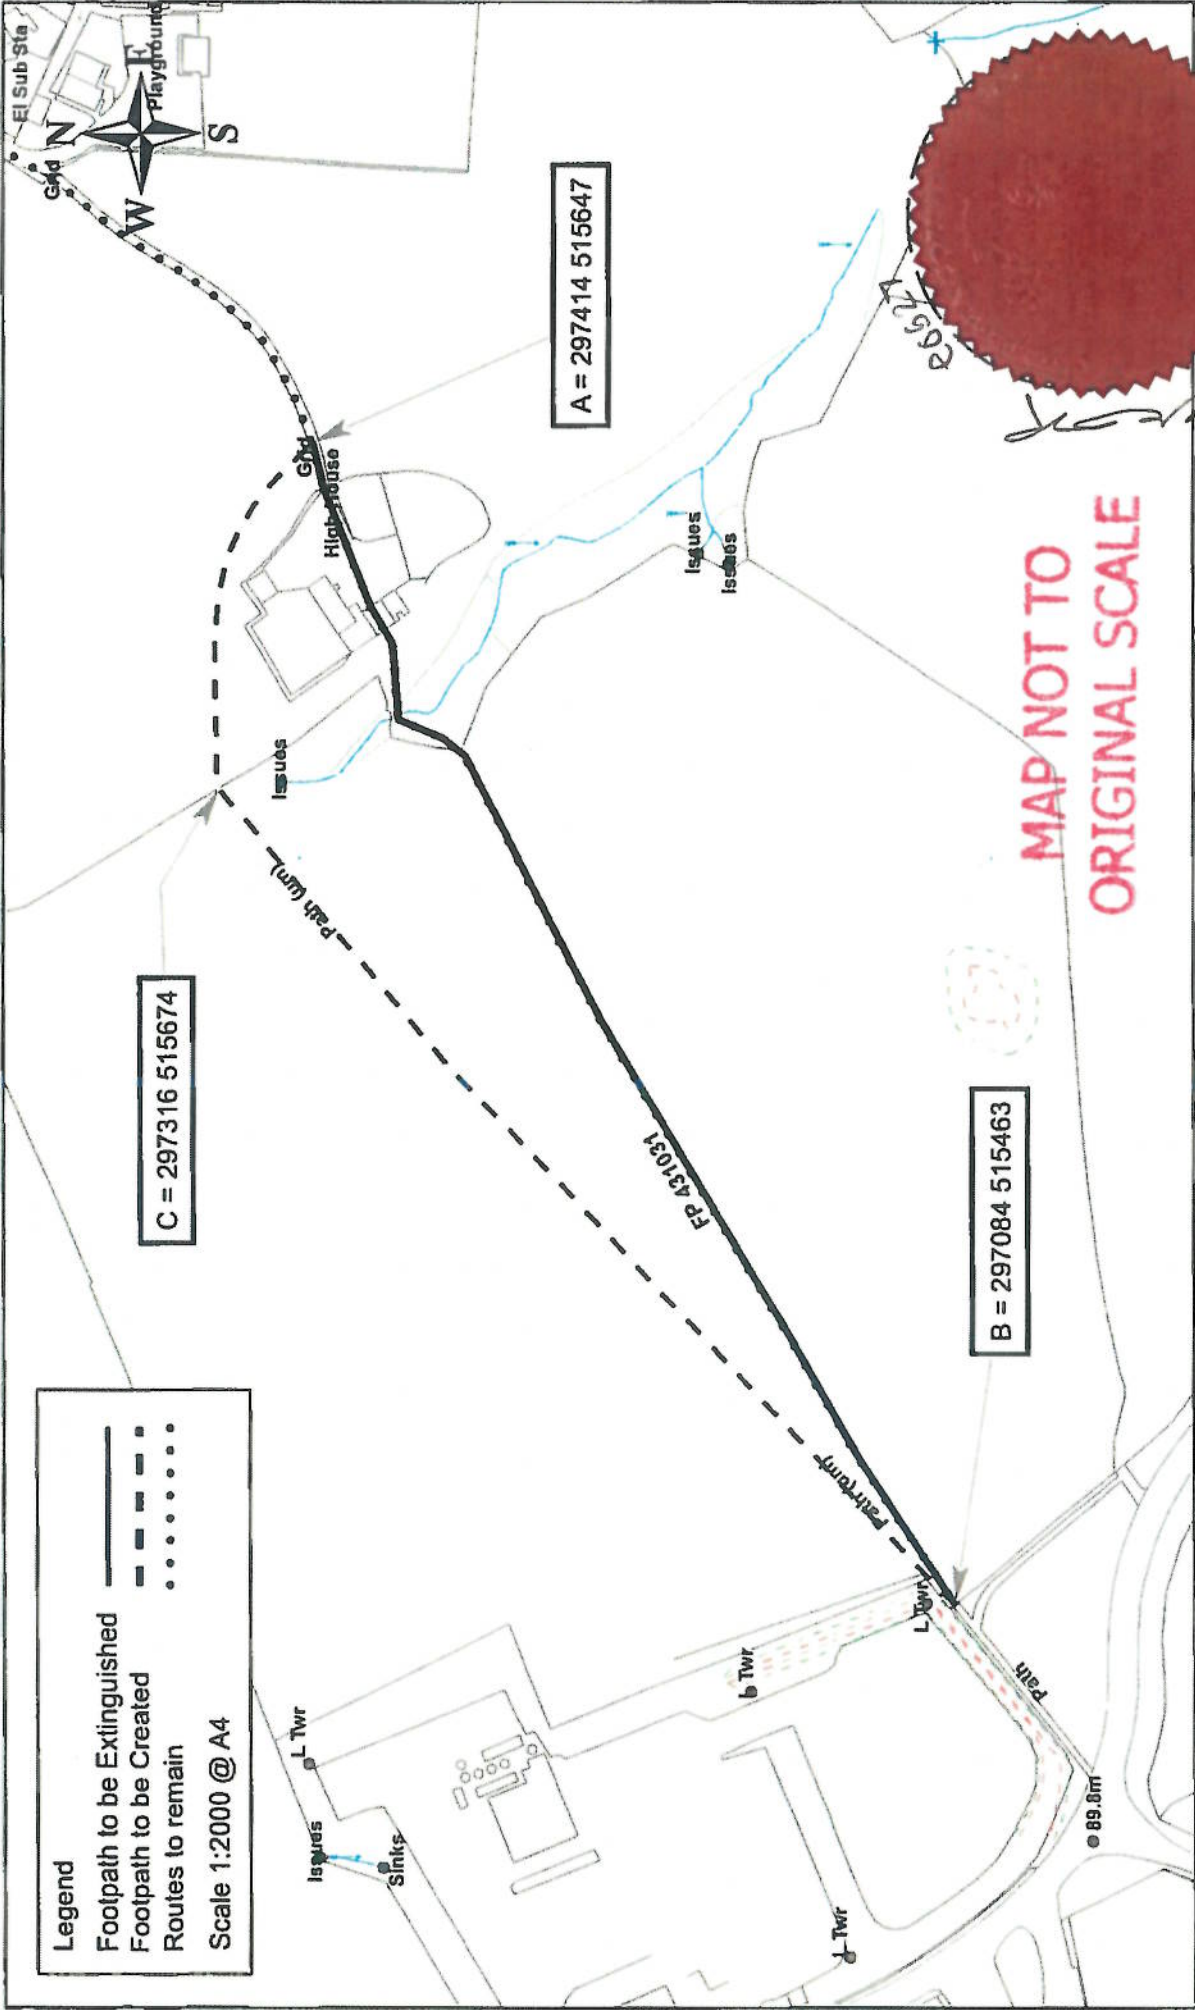 Legend
Footpath to be Extinguished
Footpath to be Created
Routes to remain
Scale 1:2000 @ A4
C = 297316 515674
A = 297414 515647
B = 297084 515463
El Sub Sta
Playground
N
E
S
W
Grid
Grid
High House
Issues
Issues
Issues
Path (um)
FP 431031
Path (um)
L Twr
L Twr
L Twr
L Twr
Path
89.8m
Issues
Sinks
MAP NOT TO
ORIGINAL SCALE